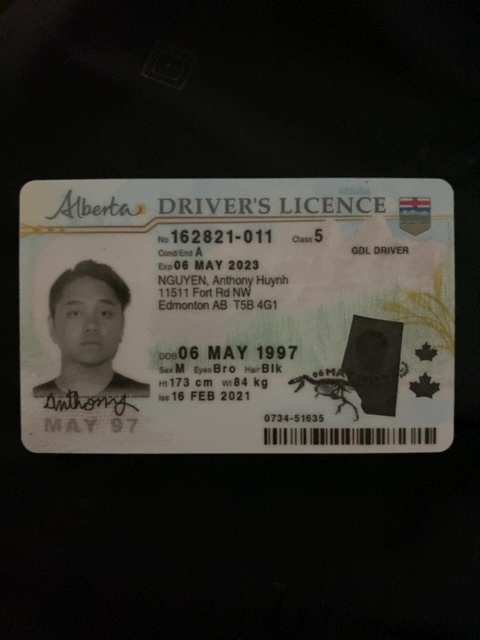 Alberta DRIVER'S LICENCE
No 162821-011 Class 5
Cond/End A
GDL DRIVER
Exp 06 MAY 2023
NGUYEN, Anthony Huynh
11511 Fort Rd NW
Edmonton AB T5B 4G1
DOB 06 MAY 1997
Sex M Eyes Bro Hair Blk
Ht 173 cm Wt 84 kg
Iss 16 FEB 2021
Anthony
MAY 97
06 MA
0734-51635